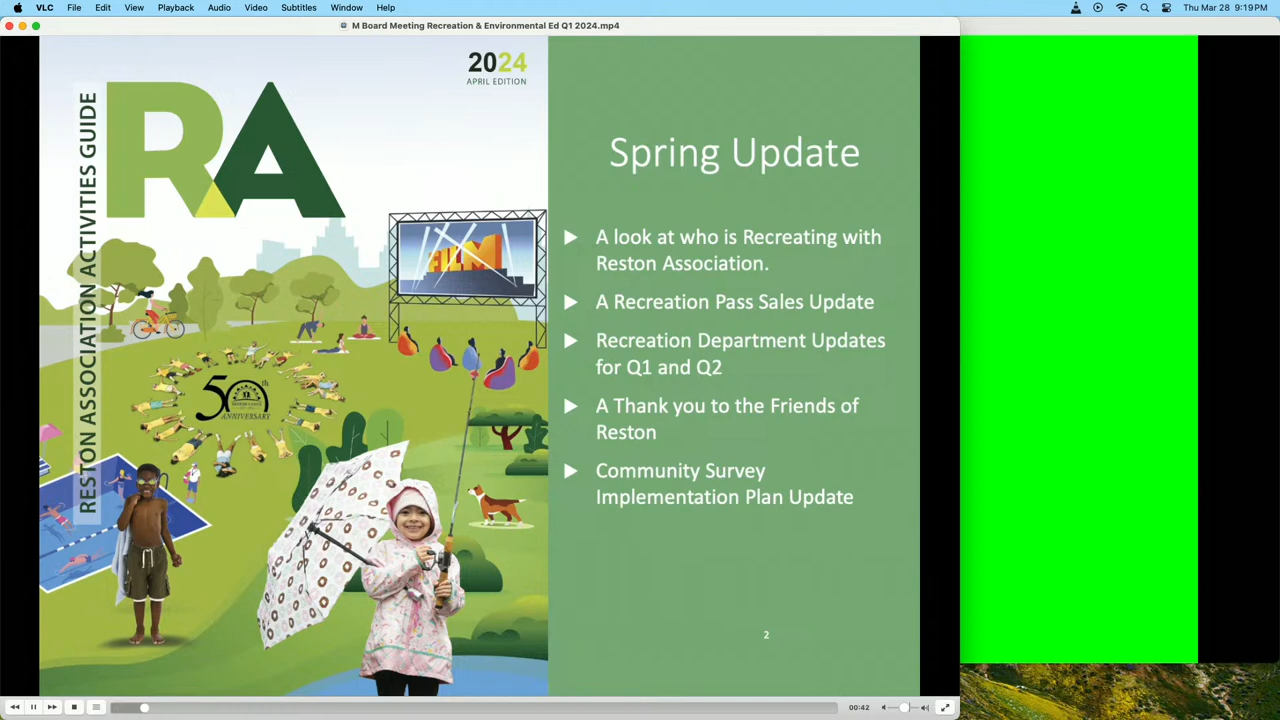 VLC File Edit View Playback Audio Video Subtitles Window Help
Thu Mar 28 9:19 PM
M Board Meeting Recreation & Environmental Ed Q1 2024.mp4
2024
APRIL EDITION
RA
RESTON ASSOCIATION ACTIVITIES GUIDE
FILM
50th
ANNIVERSARY
Spring Update
A look at who is Recreating with
Reston Association.
A Recreation Pass Sales Update
Recreation Department Updates
for Q1 and Q2
A Thank you to the Friends of
Reston
Community Survey
Implementation Plan Update
2
00:42